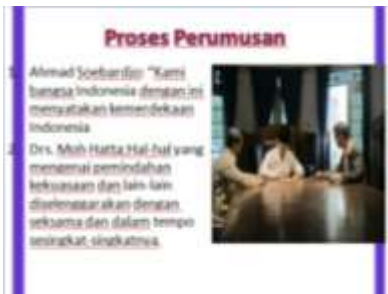 Proses Perumusan
1. Ahmad Soebardjo: "Kami
bangsa Indonesia dengan ini
menyatakan kemerdekaan
Indonesia
2. Drs. Moh Hatta Hal-hal yang
mengenai pemindahan
kekuasaan dan lain-lain
diselenggarakan dengan
seksama dan dalam tempo
sesingkat-singkatnya.